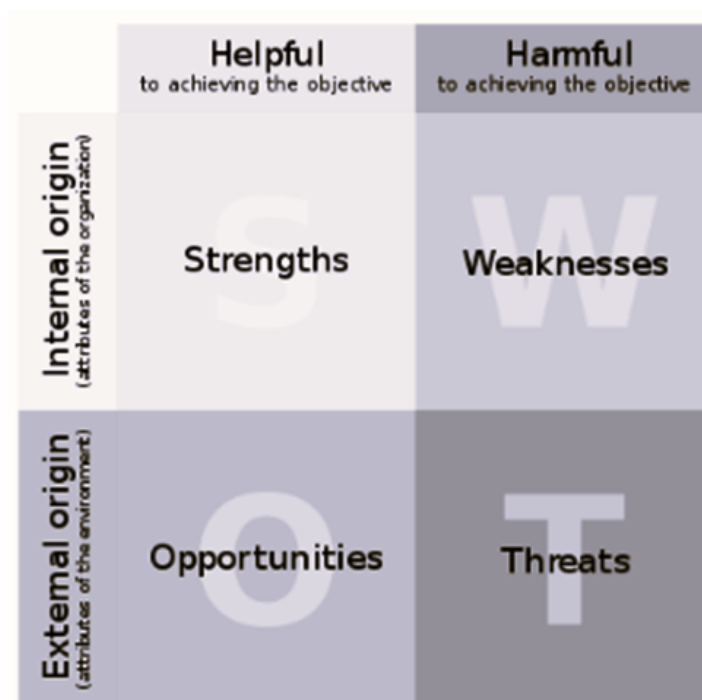 Helpful
to achieving the objective
Harmful
to achieving the objective
Internal origin
(attributes of the organization)
S
Strengths
W
Weaknesses
External origin
(attributes of the environment)
O
Opportunities
T
Threats